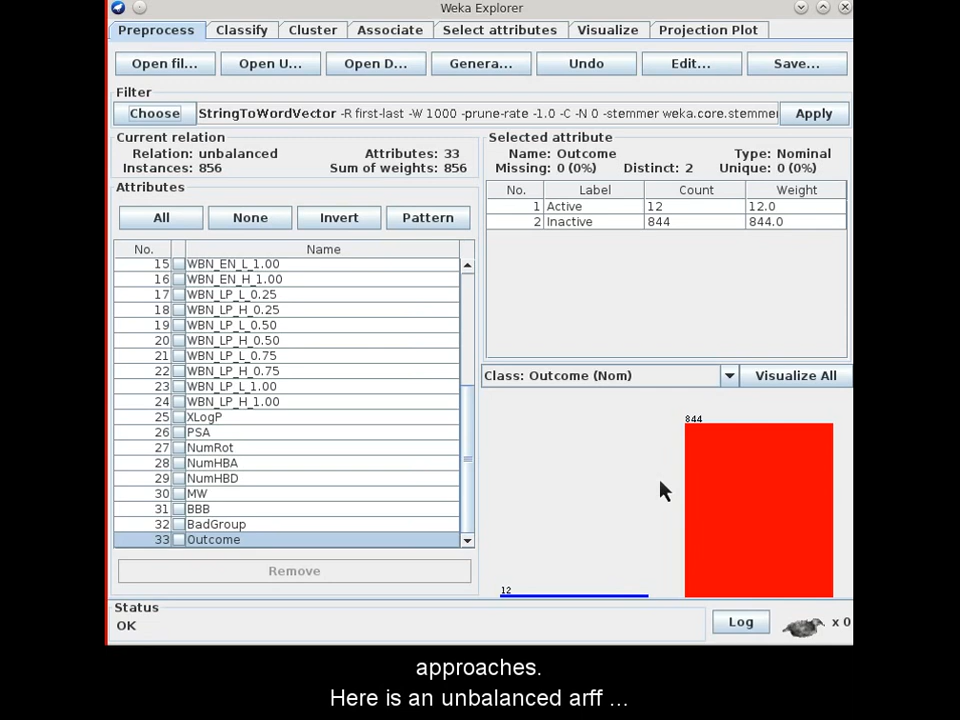 Weka Explorer
Preprocess Classify Cluster Associate Select attributes Visualize Projection Plot
Open fil... Open U... Open D... Genera... Undo Edit... Save...
Filter
Choose StringToWordVector -R first-last -W 1000 -prune-rate -1.0 -C -N 0 -stemmer weka.core.stemmer Apply
Current relation
Relation: unbalanced Attributes: 33
Instances: 856 Sum of weights: 856
Attributes
All None Invert Pattern
No. Name
15 WBN_EN_L_1.00
16 WBN_EN_H_1.00
17 WBN_LP_L_0.25
18 WBN_LP_H_0.25
19 WBN_LP_L_0.50
20 WBN_LP_H_0.50
21 WBN_LP_L_0.75
22 WBN_LP_H_0.75
23 WBN_LP_L_1.00
24 WBN_LP_H_1.00
25 XLogP
26 PSA
27 NumRot
28 NumHBA
29 NumHBD
30 MW
31 BBB
32 BadGroup
33 Outcome
Remove
Selected attribute
Name: Outcome Type: Nominal
Missing: 0 (0%) Distinct: 2 Unique: 0 (0%)
No. Label Count Weight
1 Active 12 12.0
2 Inactive 844 844.0
Class: Outcome (Nom) Visualize All
844
12
Status
OK
Log x 0
approaches.
Here is an unbalanced arff ...